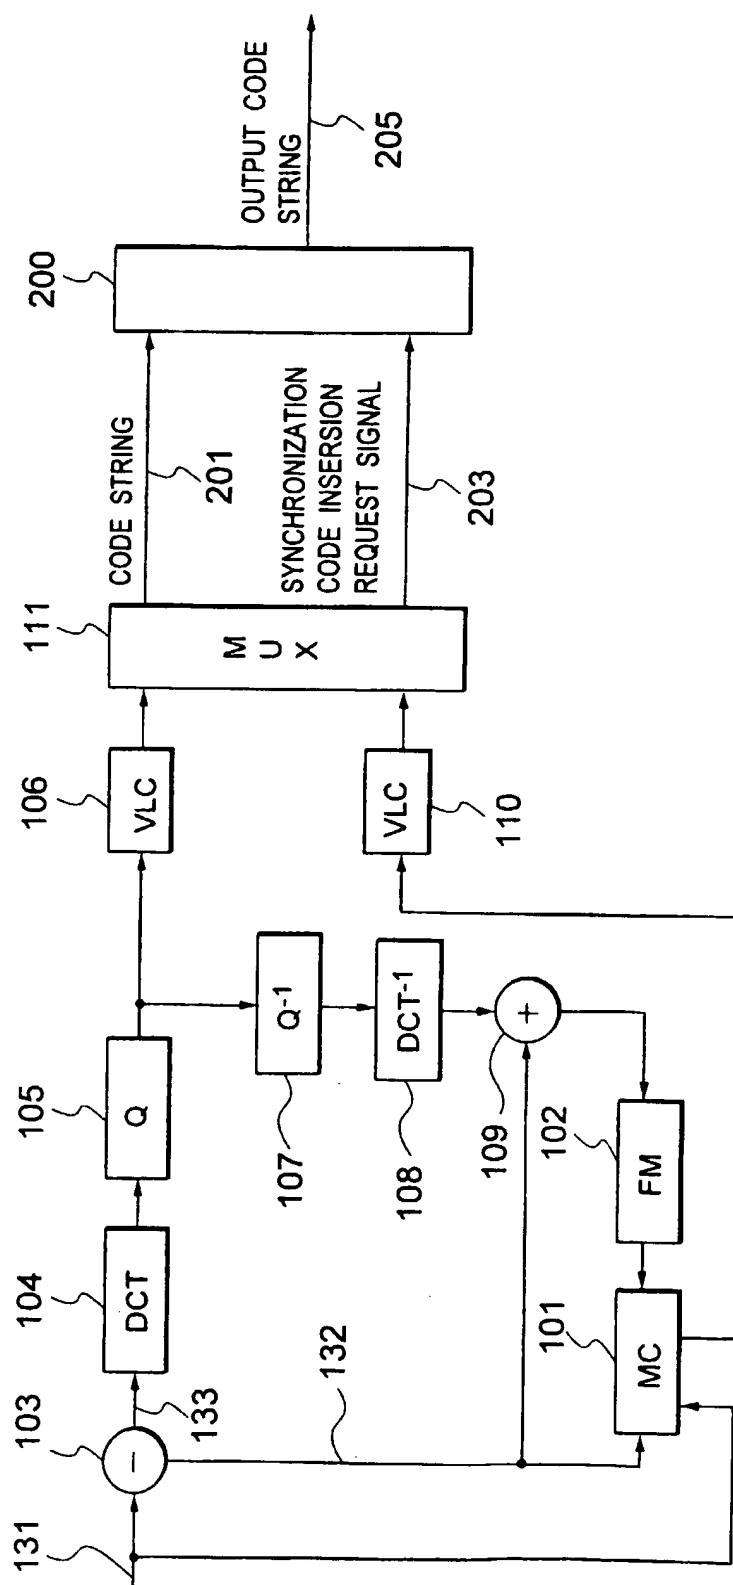 131
103
133
104
DCT
105
Q
106
VLC
111
MUX
CODE STRING
201
200
OUTPUT CODE
STRING
205
SYNCHRONIZATION
CODE INSERSION
REQUEST SIGNAL
203
VLC
110
Q-1
107
DCT-1
108
+
109
102
FM
101
MC
132
-